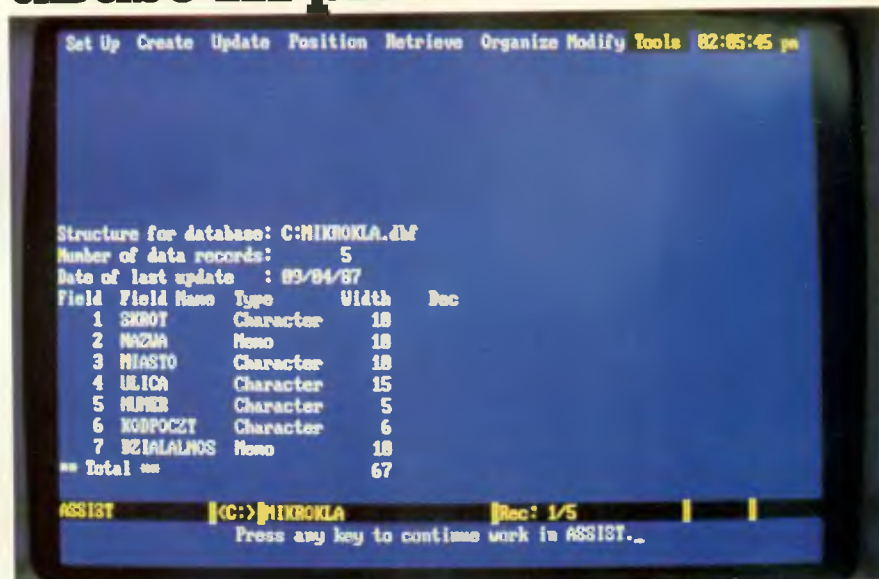 Set Up Create Update Position Retrieve Organize Modify Tools 02:05:45 pm
Structure for database: C:MIKROKLA.dbf
Number of data records: 5
Date of last update : 09/04/87
Field Field Name Type Width Dec
1 SKROT Character 10
2 NAZWA Memo 10
3 MIASTO Character 10
4 ULICA Character 15
5 NUMER Character 5
6 KODPOCZT Character 6
7 DZIALALNOS Memo 10
** Total ** 67
ASSIST <C:> MIKROKLA Rec: 1/5
Press any key to continue work in ASSIST._